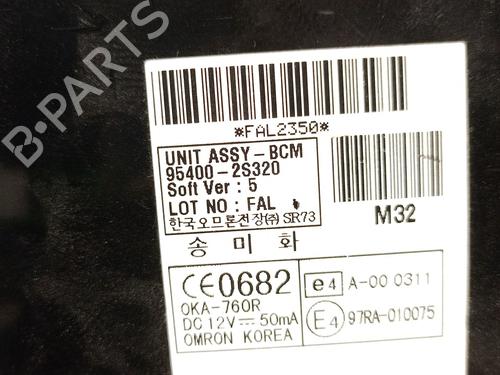 B-PARTS
*FAL2350*
UNIT ASSY-BCM
95400-2S320
Soft Ver : 5
LOT NO : FAL
한국오므론전장(주) SR73
M32
송 미 화
CE0682
OKA-760R
DC 12V 50mA
OMRON KOREA
e4 A-00 0311
E4 97RA-010075